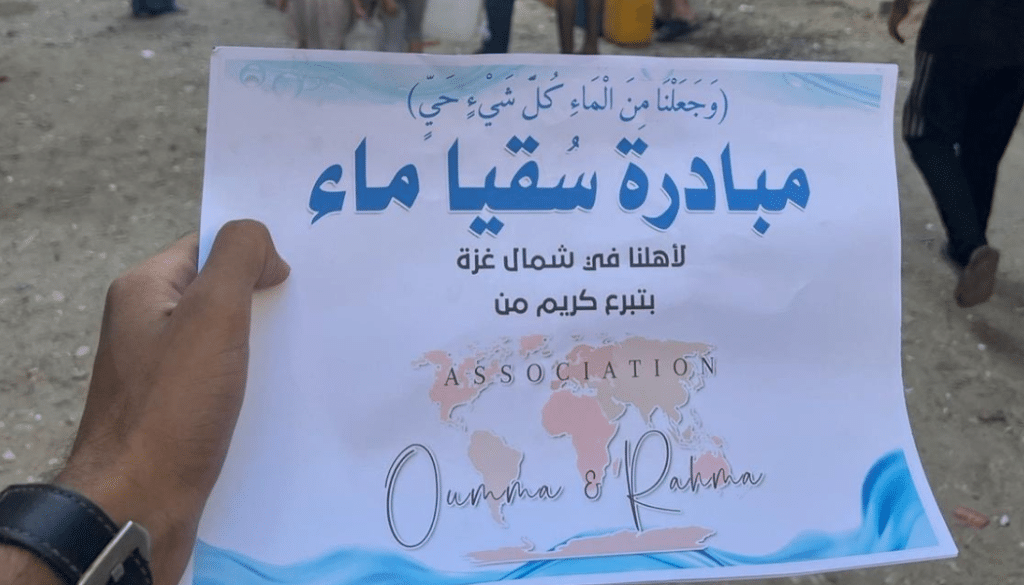 (وَجَعَلْنَا مِنَ الْمَاءِ كُلَّ شَيْءٍ حَيٍّ)
مبادرة سُقيا ماء
لأهلنا في شمال غزة
بتبرع كريم من
ASSOCIATION
Oumma & Rahma